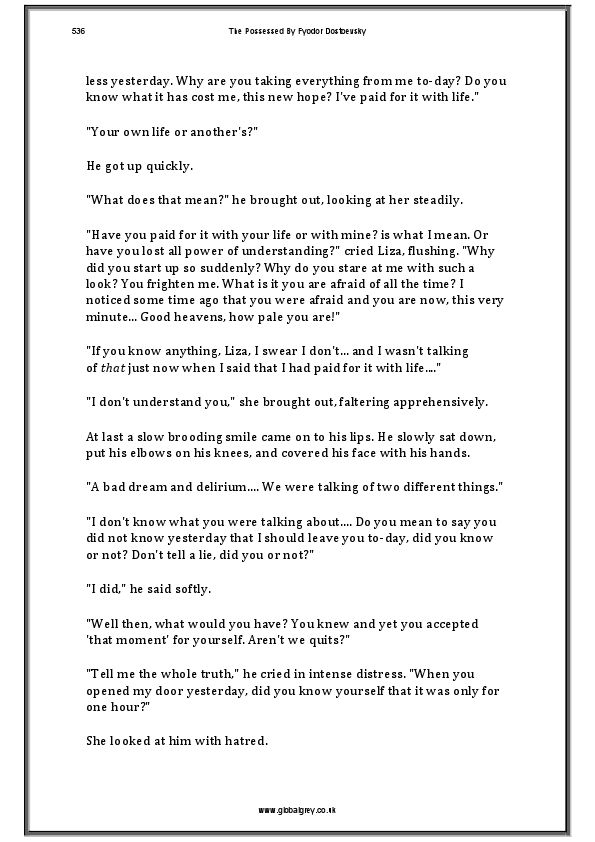 536 The Possessed By Fyodor Dostoevsky
less yesterday. Why are you taking everything from me to-day? Do you
know what it has cost me, this new hope? I've paid for it with life."
"Your own life or another's?"
He got up quickly.
"What does that mean?" he brought out, looking at her steadily.
"Have you paid for it with your life or with mine? is what I mean. Or
have you lost all power of understanding?" cried Liza, flushing. "Why
did you start up so suddenly? Why do you stare at me with such a
look? You frighten me. What is it you are afraid of all the time? I
noticed some time ago that you were afraid and you are now, this very
minute... Good heavens, how pale you are!"
"If you know anything, Liza, I swear I don't... and I wasn't talking
of that just now when I said that I had paid for it with life...."
"I don't understand you," she brought out, faltering apprehensively.
At last a slow brooding smile came on to his lips. He slowly sat down,
put his elbows on his knees, and covered his face with his hands.
"A bad dream and delirium.... We were talking of two different things."
"I don't know what you were talking about.... Do you mean to say you
did not know yesterday that I should leave you to-day, did you know
or not? Don't tell a lie, did you or not?"
"I did," he said softly.
"Well then, what would you have? You knew and yet you accepted
'that moment' for yourself. Aren't we quits?"
"Tell me the whole truth," he cried in intense distress. "When you
opened my door yesterday, did you know yourself that it was only for
one hour?"
She looked at him with hatred.
www.globalgrey.co.uk